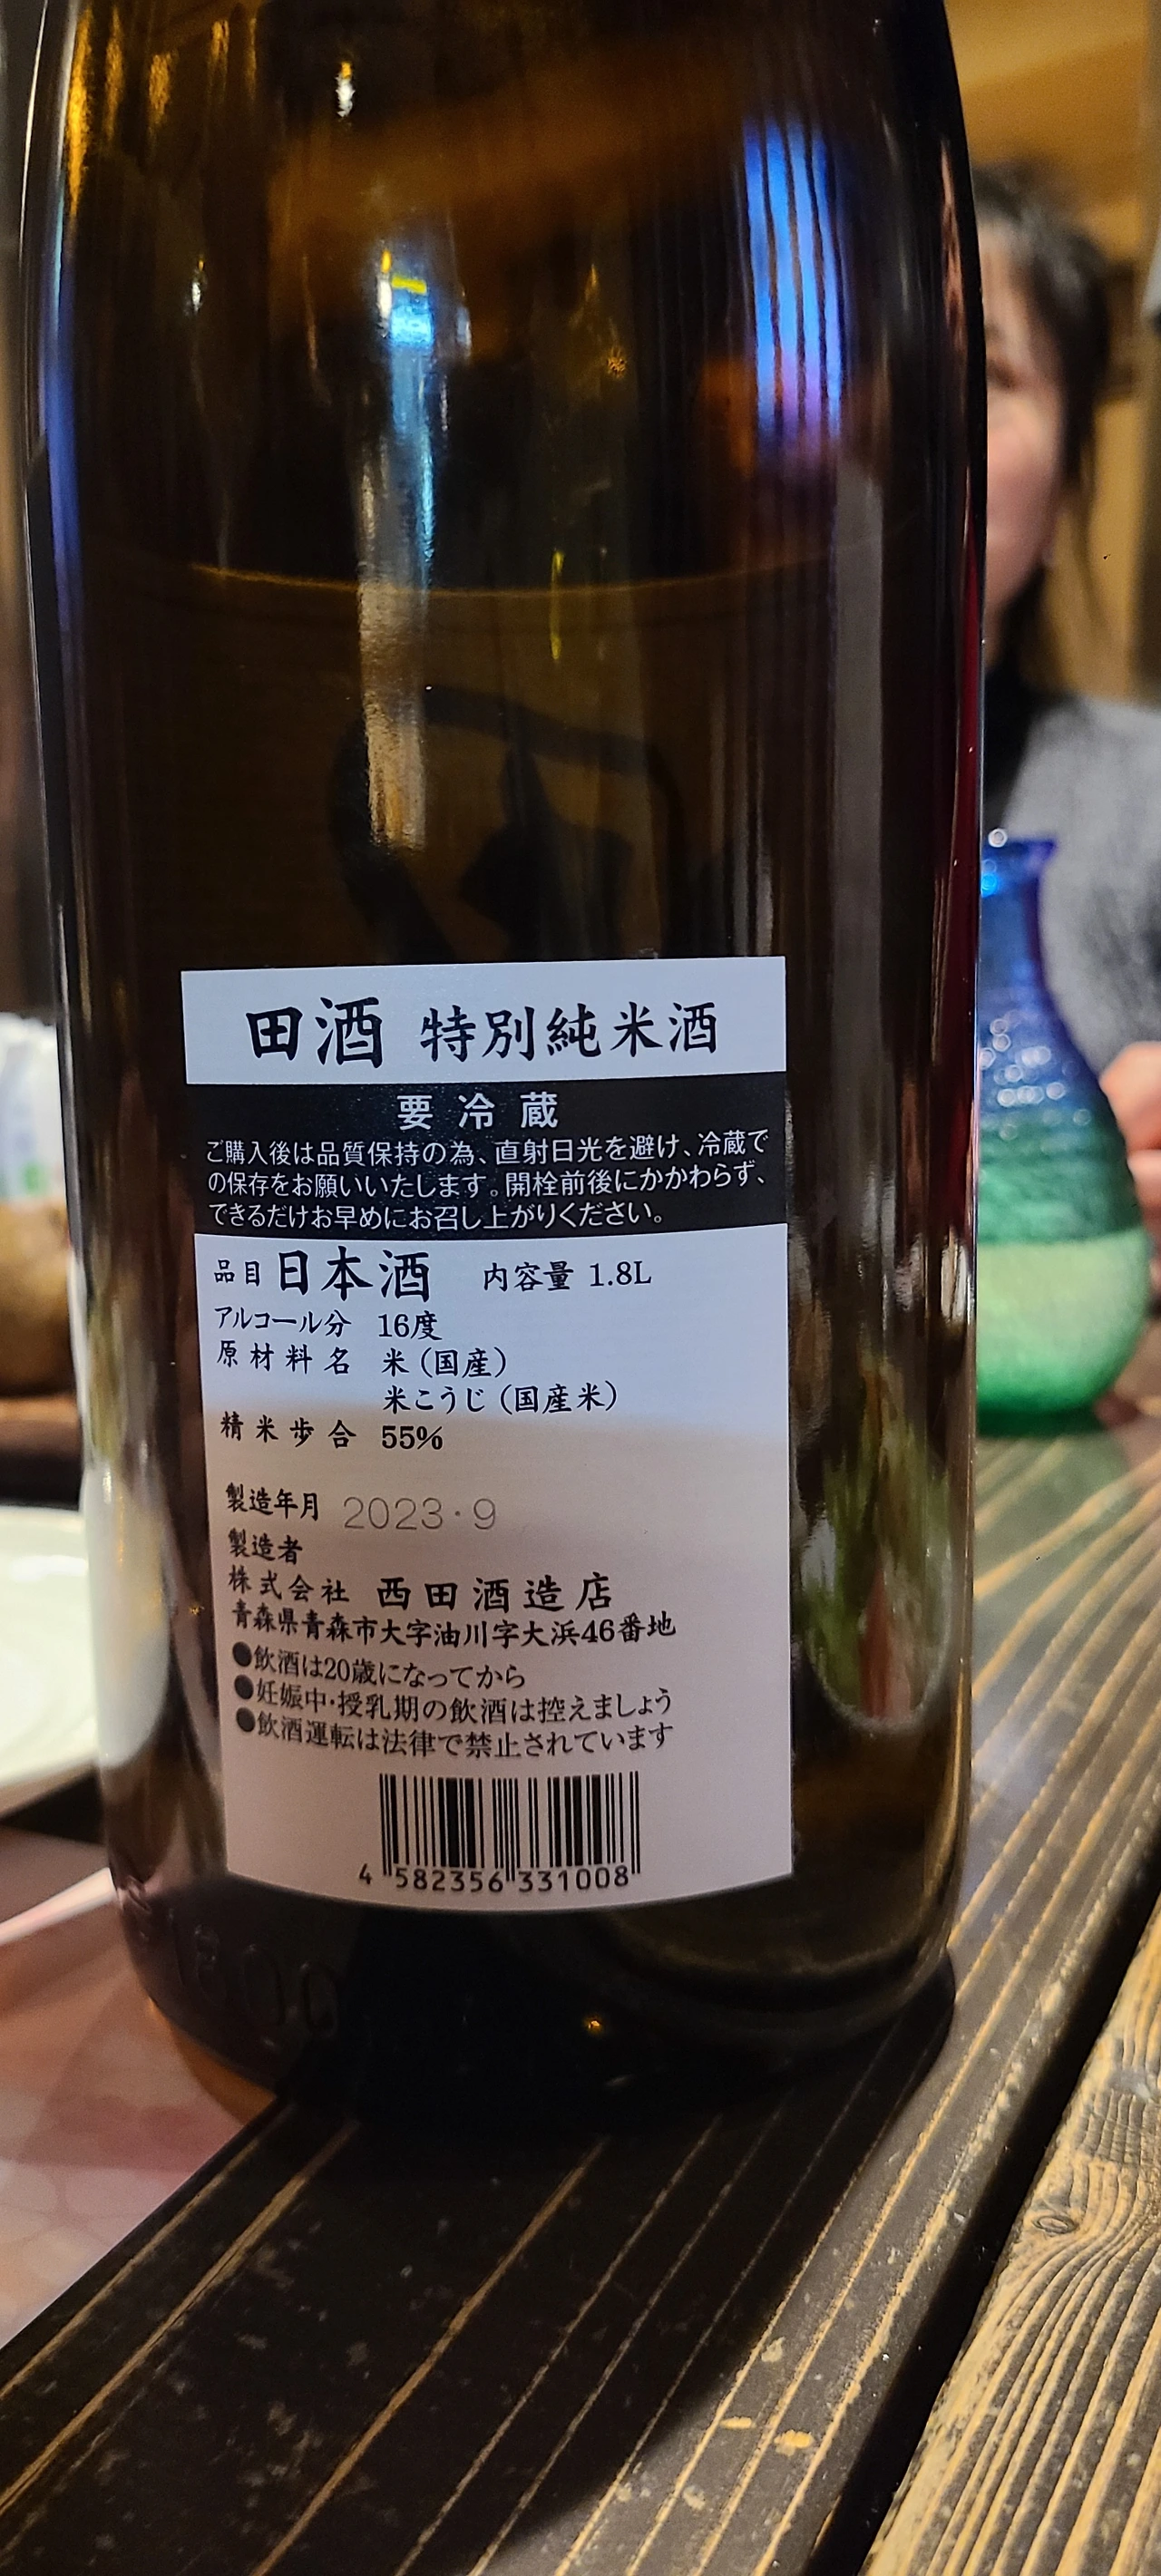 田酒 特別純米酒
要冷蔵
ご購入後は品質保持の為、直射日光を避け、冷蔵で
の保存をお願いいたします。開栓前後にかかわらず、
できるだけお早めにお召し上がりください。
品目 日本酒 内容量 1.8L
アルコール分 16度
原材料名 米(国産)
米こうじ(国産米)
精米歩合 55%
製造年月 2023・9
製造者
株式会社 西田酒造店
青森県青森市大字油川字大浜46番地
●飲酒は20歳になってから
●妊娠中・授乳期の飲酒は控えましょう
●飲酒運転は法律で禁止されています
4 582356 331008
1800